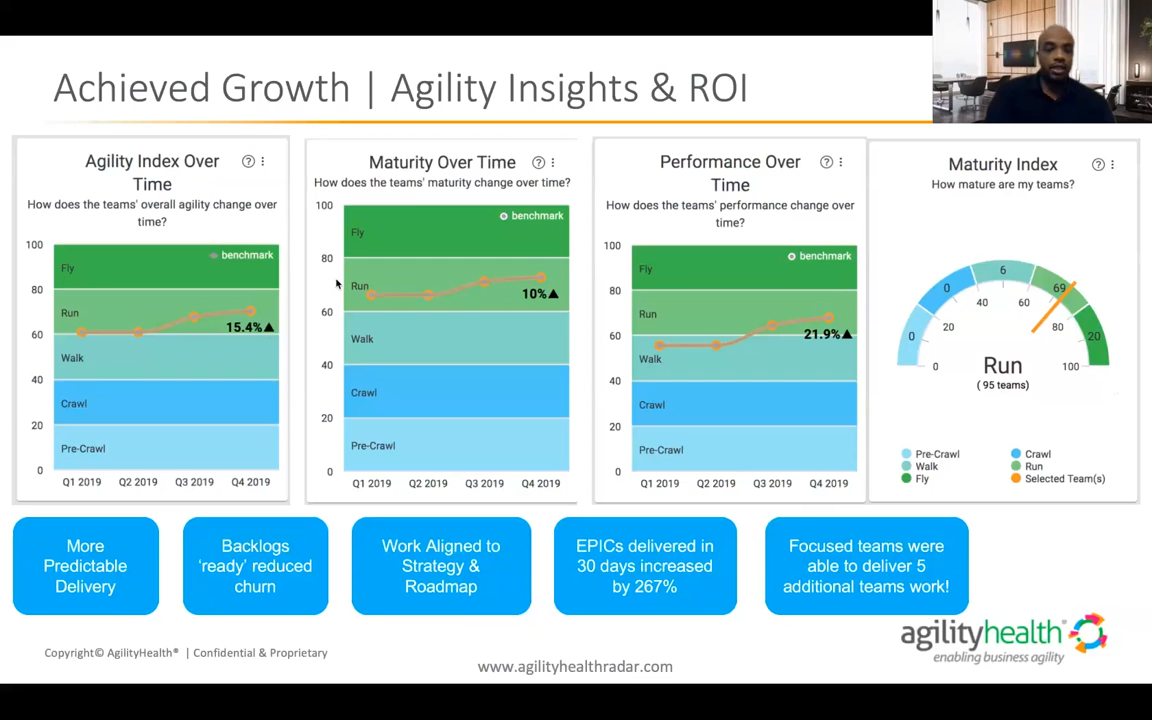 Achieved Growth | Agility Insights & ROI
Agility Index Over
Time
How does the teams' overall agility change over
time?
100
80
60
40
20
0
benchmark
Fly
Run
Walk
Crawl
Pre-Crawl
15.4%▲
Q1 2019 Q2 2019 Q3 2019 Q4 2019
Maturity Over Time
How does the teams' maturity change over time?
100
80
60
40
20
0
benchmark
Fly
Run
Walk
Crawl
Pre-Crawl
10%▲
Q1 2019 Q2 2019 Q3 2019 Q4 2019
Performance Over
Time
How does the teams' performance change over
time?
100
80
60
40
20
0
benchmark
Fly
Run
Walk
Crawl
Pre-Crawl
21.9%▲
Q1 2019 Q2 2019 Q3 2019 Q4 2019
Maturity Index
How mature are my teams?
0
0
6
69
20
0
20
40
60
80
100
Run
( 95 teams)
Pre-Crawl
Crawl
Walk
Run
Fly
Selected Team(s)
More
Predictable
Delivery
Backlogs
‘ready’ reduced
churn
Work Aligned to
Strategy &
Roadmap
EPICs delivered in
30 days increased
by 267%
Focused teams were
able to deliver 5
additional teams work!
agilityhealth®
enabling business agility
Copyright© AgilityHealth® | Confidential & Proprietary
www.agilityhealthradar.com